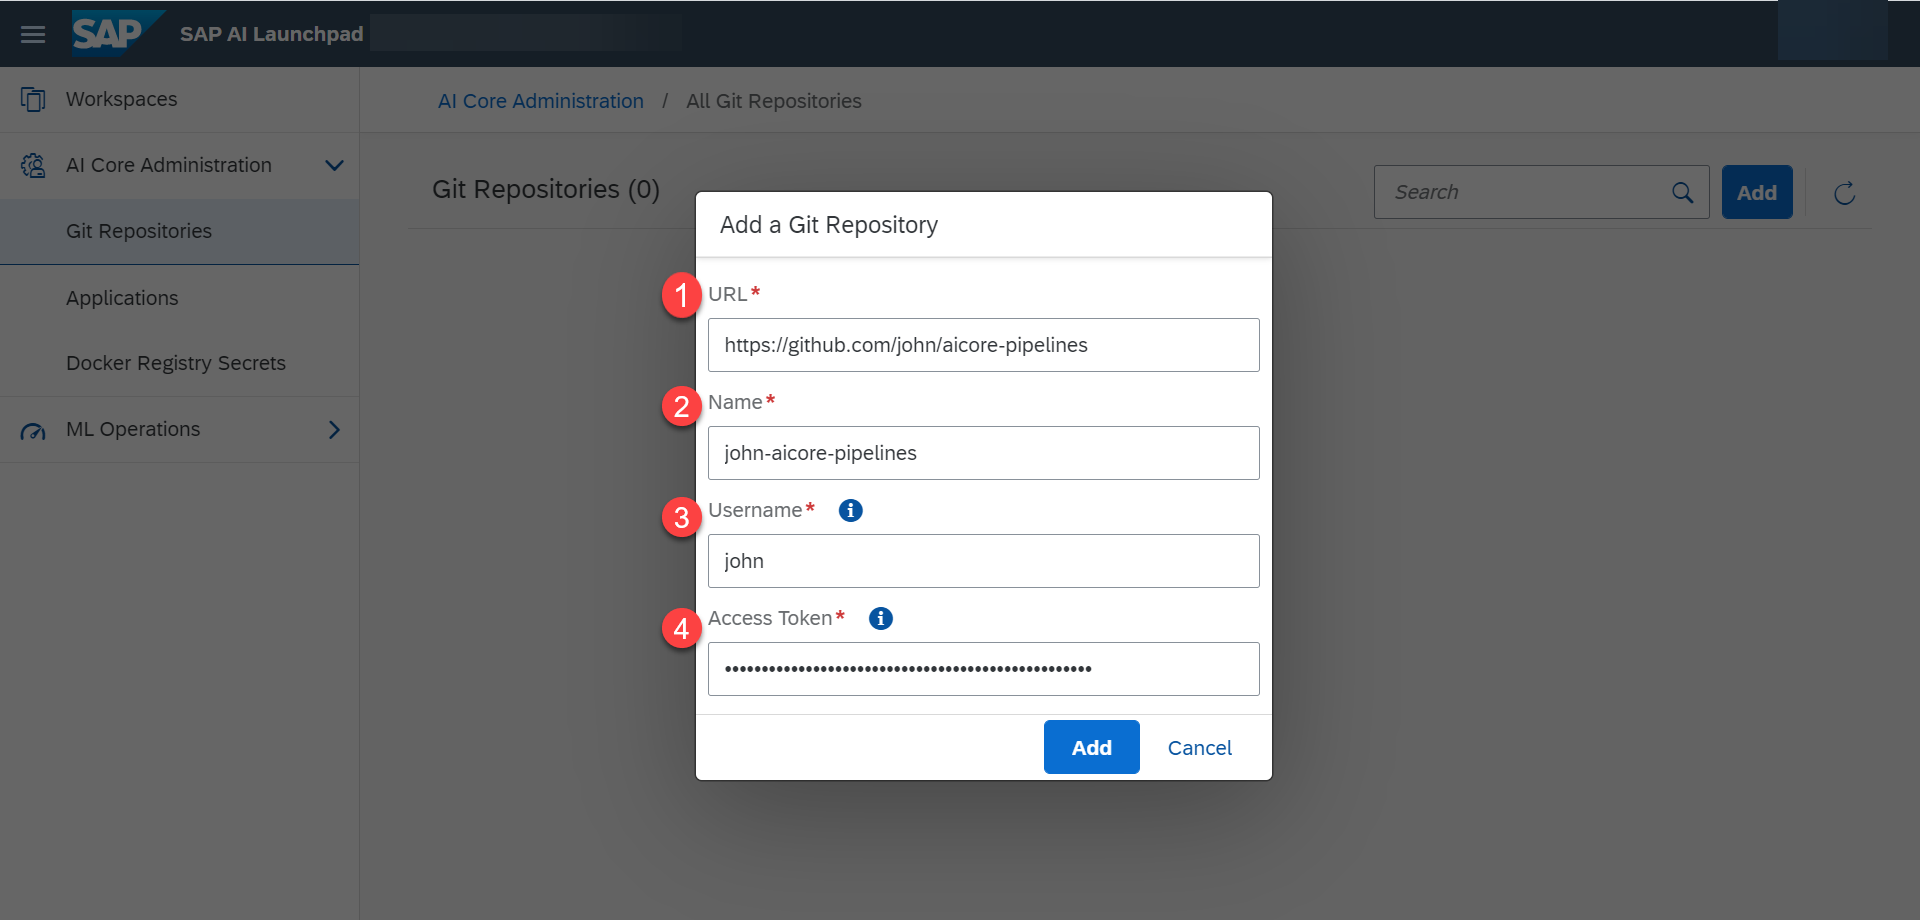 SAP SAP AI Launchpad
Workspaces
AI Core Administration
Git Repositories
Applications
Docker Registry Secrets
ML Operations
AI Core Administration / All Git Repositories
Git Repositories (0)
Search
Add
Add a Git Repository
1 URL*
https://github.com/john/aicore-pipelines
2 Name*
john-aicore-pipelines
3 Username* i
john
4 Access Token* i
••••••••••••••••••••••••••••••••••••••••••••••••••
Add Cancel